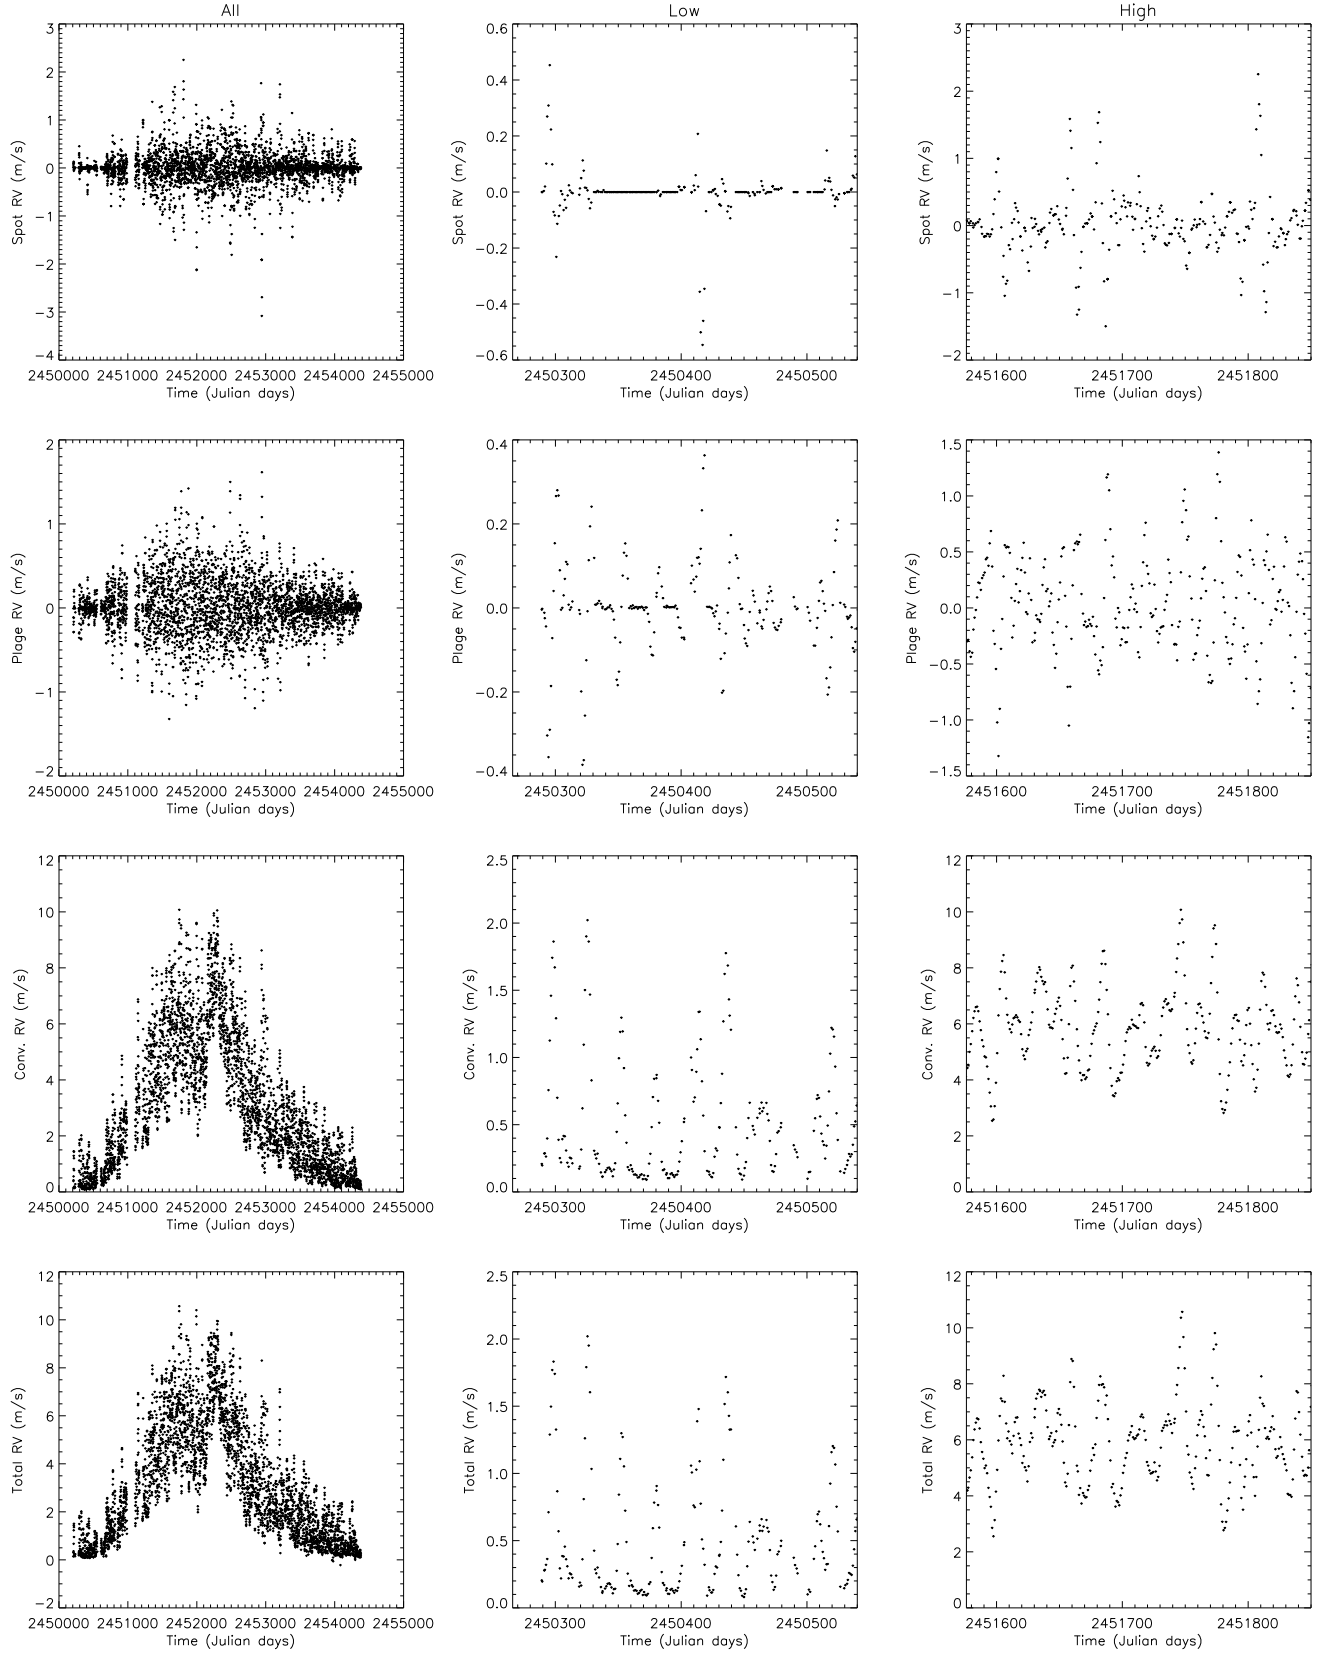 All
Low
High
Spot RV (m/s)
3
2
1
0
−1
−2
−3
−4
2450000 2451000 2452000 2453000 2454000 2455000
Time (Julian days)
Spot RV (m/s)
0.6
0.4
0.2
0.0
−0.2
−0.4
−0.6
2450300 2450400 2450500
Time (Julian days)
Spot RV (m/s)
3
2
1
0
−1
−2
2451600 2451700 2451800
Time (Julian days)
Plage RV (m/s)
2
1
0
−1
−2
2450000 2451000 2452000 2453000 2454000 2455000
Time (Julian days)
Plage RV (m/s)
0.4
0.2
0.0
−0.2
−0.4
2450300 2450400 2450500
Time (Julian days)
Plage RV (m/s)
1.5
1.0
0.5
0.0
−0.5
−1.0
−1.5
2451600 2451700 2451800
Time (Julian days)
Conv. RV (m/s)
12
10
8
6
4
2
0
2450000 2451000 2452000 2453000 2454000 2455000
Time (Julian days)
Conv. RV (m/s)
2.5
2.0
1.5
1.0
0.5
0.0
2450300 2450400 2450500
Time (Julian days)
Conv. RV (m/s)
12
10
8
6
4
2
0
2451600 2451700 2451800
Time (Julian days)
Total RV (m/s)
12
10
8
6
4
2
0
−2
2450000 2451000 2452000 2453000 2454000 2455000
Time (Julian days)
Total RV (m/s)
2.5
2.0
1.5
1.0
0.5
0.0
2450300 2450400 2450500
Time (Julian days)
Total RV (m/s)
12
10
8
6
4
2
0
2451600 2451700 2451800
Time (Julian days)